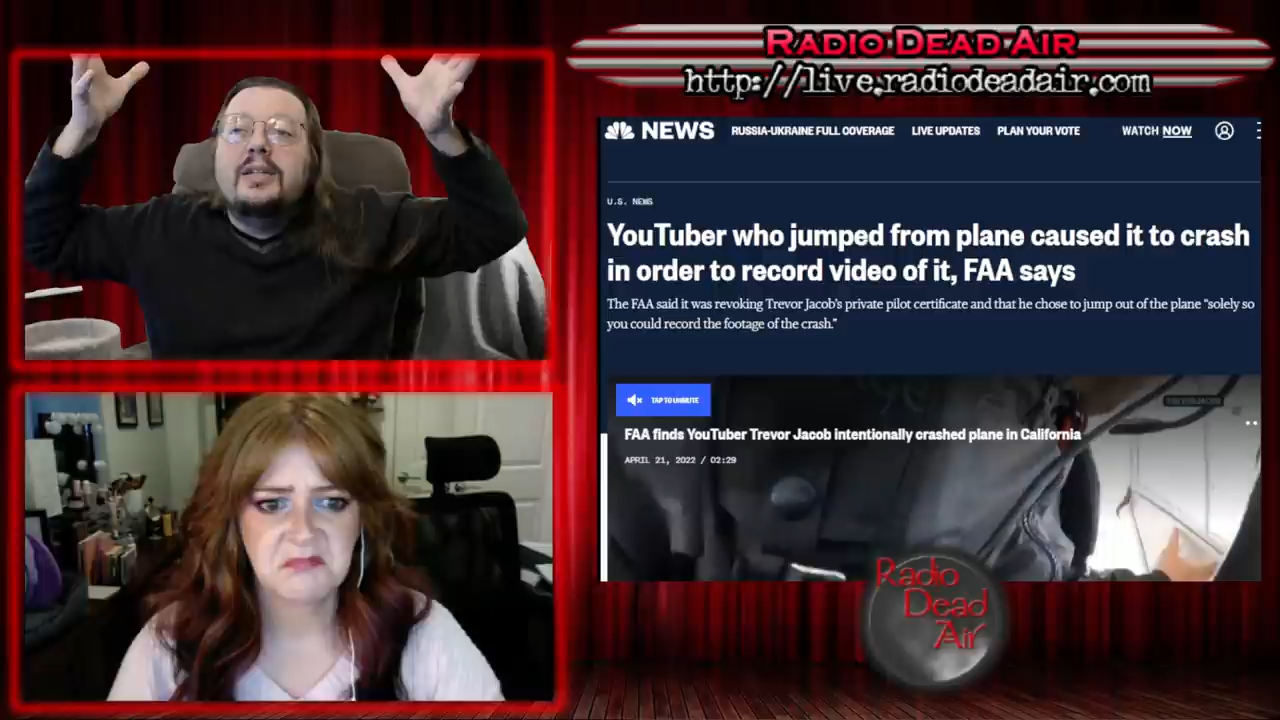 RADIO DEAD AIR
http://live.radiodeadair.com
NEWS RUSSIA-UKRAINE FULL COVERAGE LIVE UPDATES PLAN YOUR VOTE WATCH NOW
U.S. NEWS
YouTuber who jumped from plane caused it to crash
in order to record video of it, FAA says
The FAA said it was revoking Trevor Jacob's private pilot certificate and that he chose to jump out of the plane "solely so
you could record the footage of the crash."
TAP TO UNMUTE
FAA finds YouTuber Trevor Jacob intentionally crashed plane in California
APRIL 21, 2022 / 02:29
Radio
Dead
Air